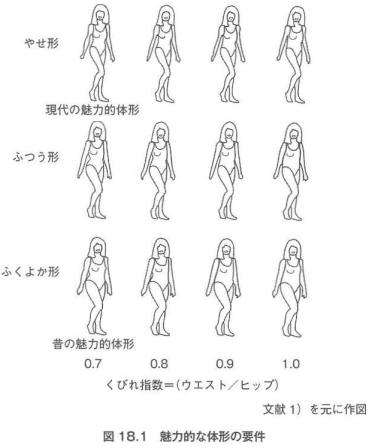 やせ形
現代の魅力的体形
ふつう形
ふくよか形
昔の魅力的体形
0.7 0.8 0.9 1.0
くびれ指数=(ウエスト/ヒップ)
文献1) を元に作図
図 18.1 魅力的な体形の要件